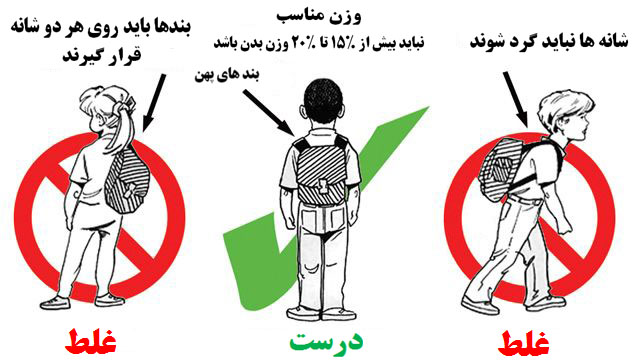 وزن مناسب
نباید بیش از ۱۵٪ تا ۲۰٪ وزن بدن باشد
بند های پهن
شانه ها نباید گرد شوند
بندها باید روی هر دو شانه
قرار گیرند
غلط
درست
غلط